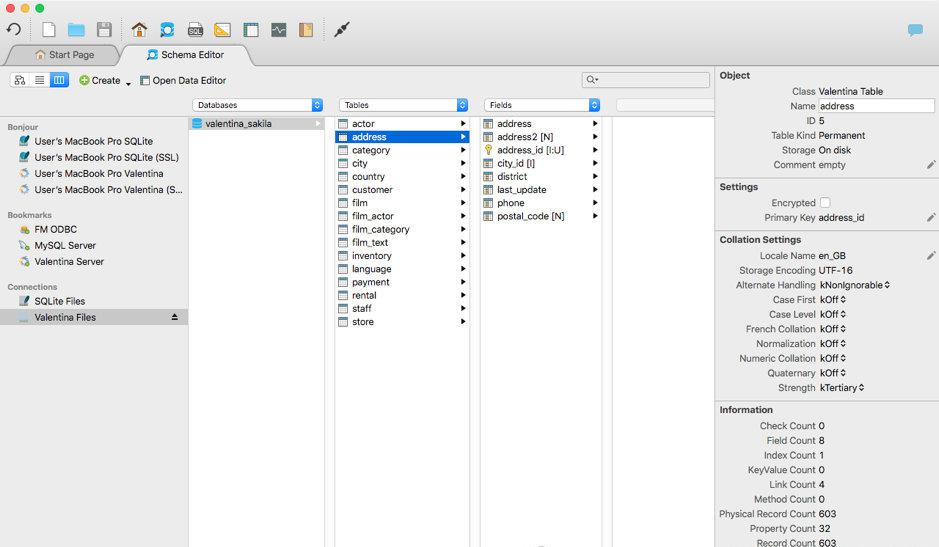 SQL
Start Page
Schema Editor
Create
Open Data Editor
Databases
Tables
Fields
Bonjour
User's MacBook Pro SQLite
User's MacBook Pro SQLite (SSL)
User's MacBook Pro Valentina
User's MacBook Pro Valentina (S...
Bookmarks
FM ODBC
MySQL Server
Valentina Server
Connections
SQLite Files
Valentina Files
valentina_sakila
actor
address
category
city
country
customer
film
film_actor
film_category
film_text
inventory
language
payment
rental
staff
store
address
address2 [N]
address_id [I:U]
city_id [I]
district
last_update
phone
postal_code [N]
Object
Class Valentina Table
Name address
ID 5
Table Kind Permanent
Storage On disk
Comment empty
Settings
Encrypted
Primary Key address_id
Collation Settings
Locale Name en_GB
Storage Encoding UTF-16
Alternate Handling kNonIgnorable
Case First kOff
Case Level kOff
French Collation kOff
Normalization kOff
Numeric Collation kOff
Quaternary kOff
Strength kTertiary
Information
Check Count 0
Field Count 8
Index Count 1
KeyValue Count 0
Link Count 4
Method Count 0
Physical Record Count 603
Property Count 32
Record Count 603